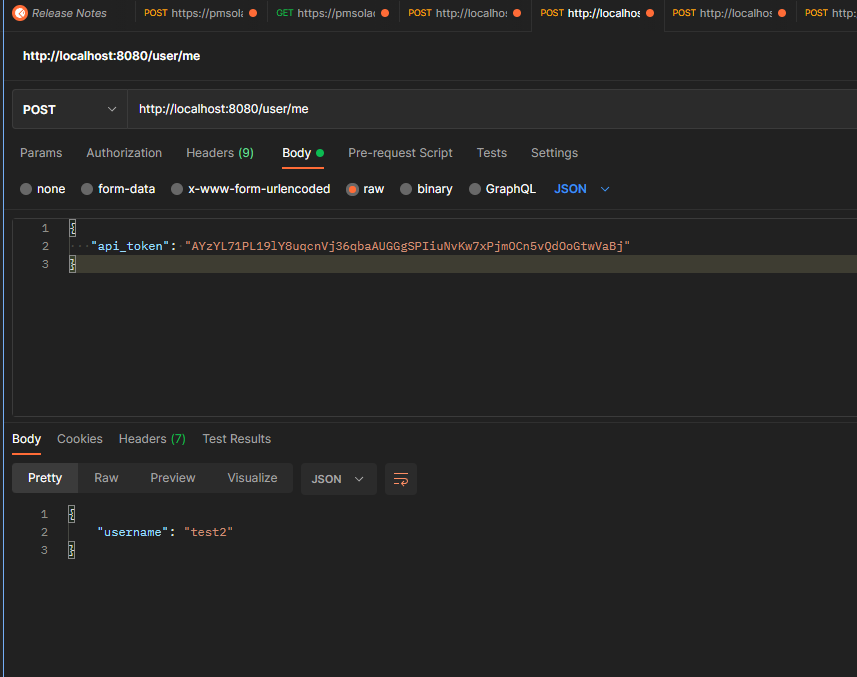 Release Notes POST https://pmsola GET https://pmsola POST http://localhos POST http://localhos POST http://localhos POST http:
http://localhost:8080/user/me
POST http://localhost:8080/user/me
Params Authorization Headers (9) Body Pre-request Script Tests Settings
none form-data x-www-form-urlencoded raw binary GraphQL JSON
1 {
2 "api_token": "AYzYL71PL19lY8uqcnVj36qbaAUGGgSPIiuNvKw7xPjmOCn5vQdOoGtwVaBj"
3 }
Body Cookies Headers (7) Test Results
Pretty Raw Preview Visualize JSON
1 {
2 "username": "test2"
3 }